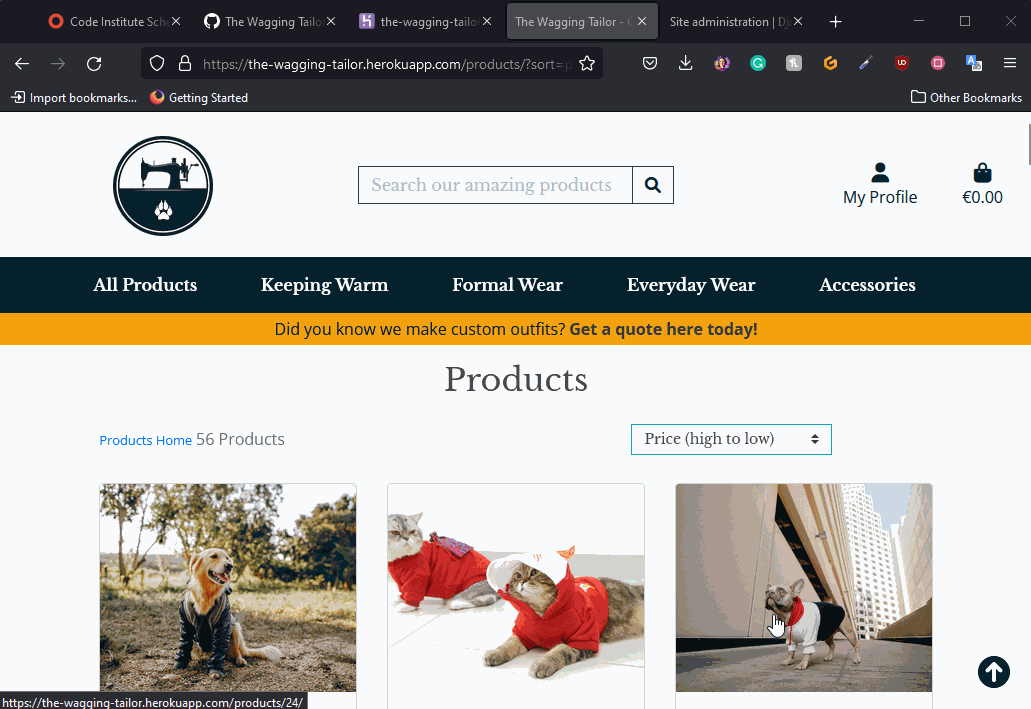 Code Institute Sch
The Wagging Tailo
the-wagging-tailor
The Wagging Tailor -
Site administration | Dj
https://the-wagging-tailor.herokuapp.com/products/?sort=p
Import bookmarks...
Getting Started
Other Bookmarks
Search our amazing products
My Profile
€0.00
All Products
Keeping Warm
Formal Wear
Everyday Wear
Accessories
Did you know we make custom outfits? Get a quote here today!
Products
Products Home 56 Products
Price (high to low)
https://the-wagging-tailor.herokuapp.com/products/24/